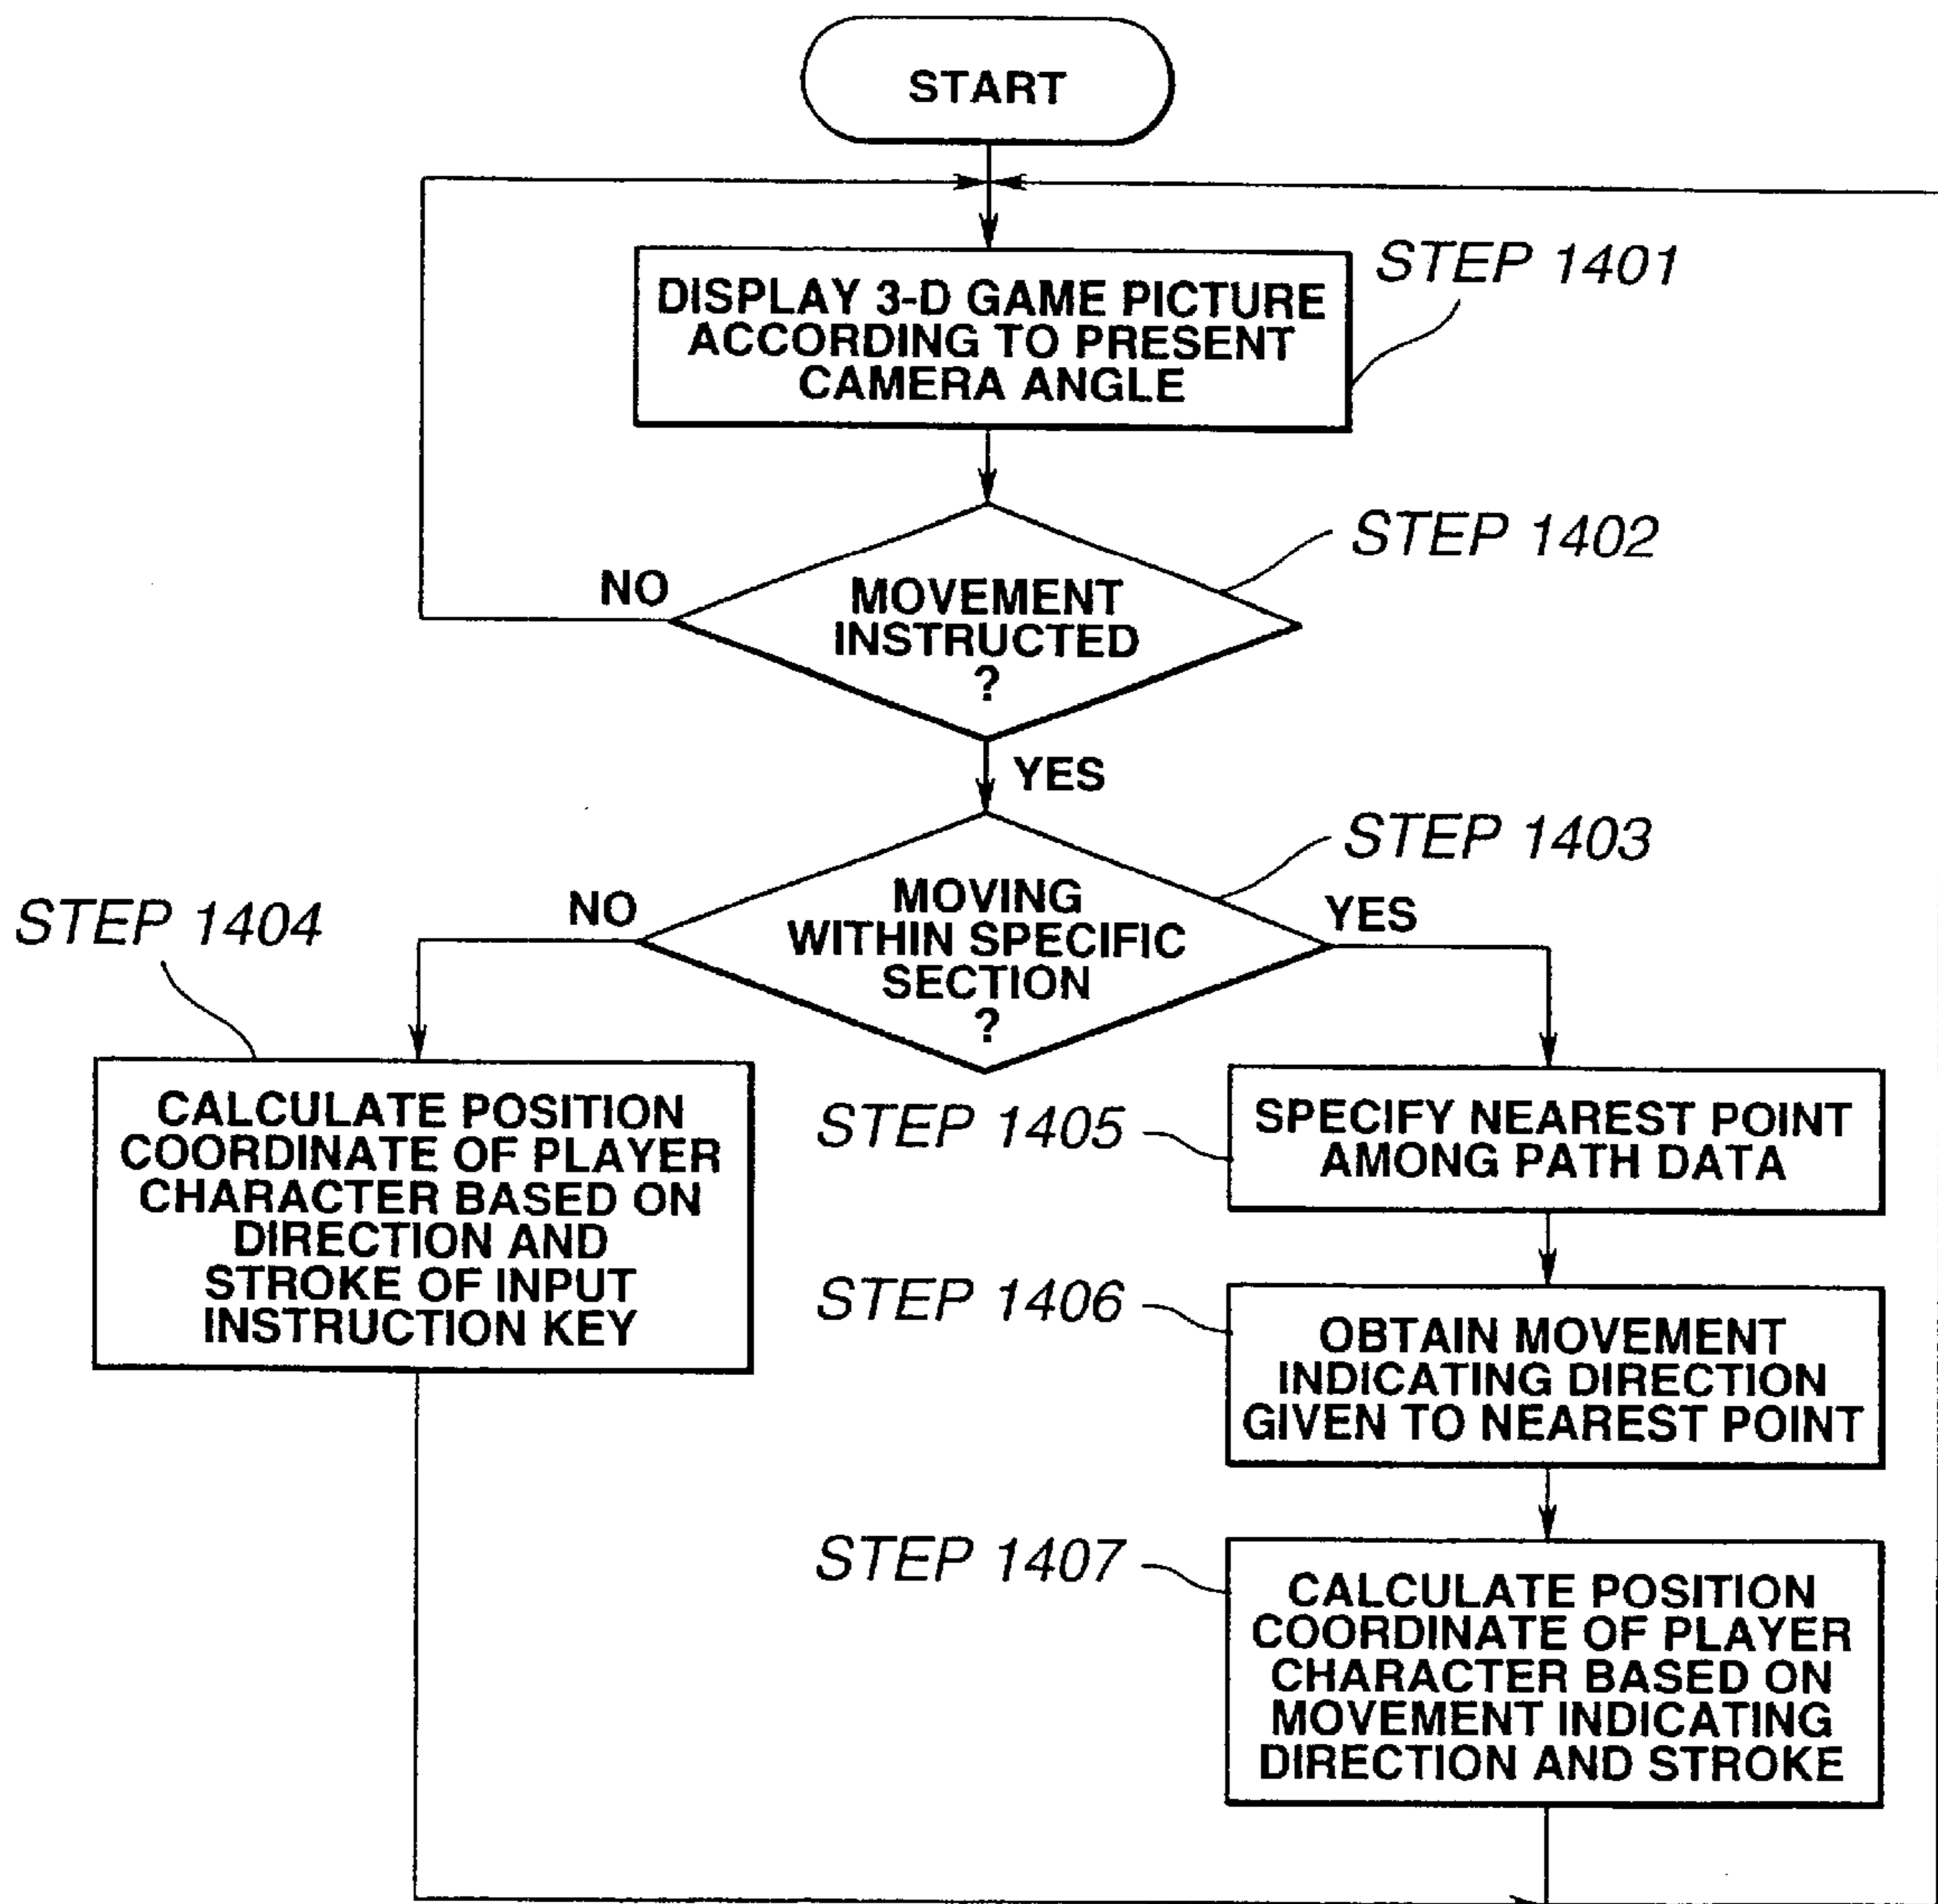 START
STEP 1401
DISPLAY 3-D GAME PICTURE
ACCORDING TO PRESENT
CAMERA ANGLE
STEP 1402
NO
MOVEMENT
INSTRUCTED
?
YES
STEP 1403
NO
MOVING
WITHIN SPECIFIC
SECTION
?
YES
STEP 1404
CALCULATE POSITION
COORDINATE OF PLAYER
CHARACTER BASED ON
DIRECTION AND
STROKE OF INPUT
INSTRUCTION KEY
STEP 1405
SPECIFY NEAREST POINT
AMONG PATH DATA
STEP 1406
OBTAIN MOVEMENT
INDICATING DIRECTION
GIVEN TO NEAREST POINT
STEP 1407
CALCULATE POSITION
COORDINATE OF PLAYER
CHARACTER BASED ON
MOVEMENT INDICATING
DIRECTION AND STROKE